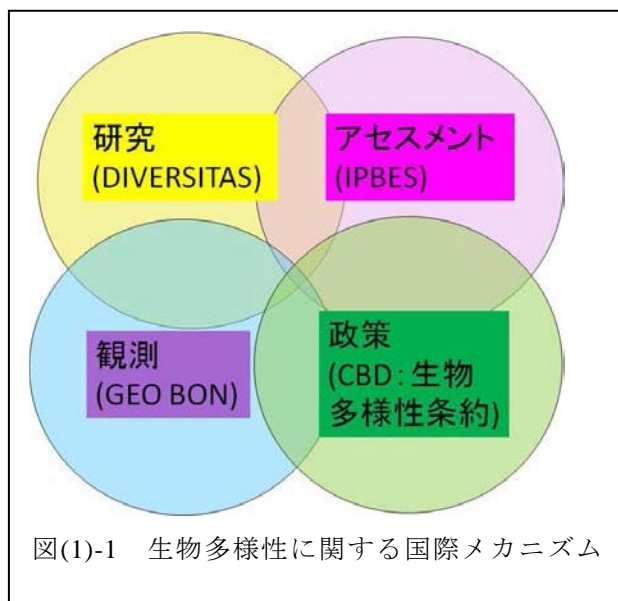 研究
(DIVERSITAS)
アセスメント
(IPBES)
観測
(GEO BON)
政策
(CBD：生物
多様性条約)
図(1)-1　生物多様性に関する国際メカニズム